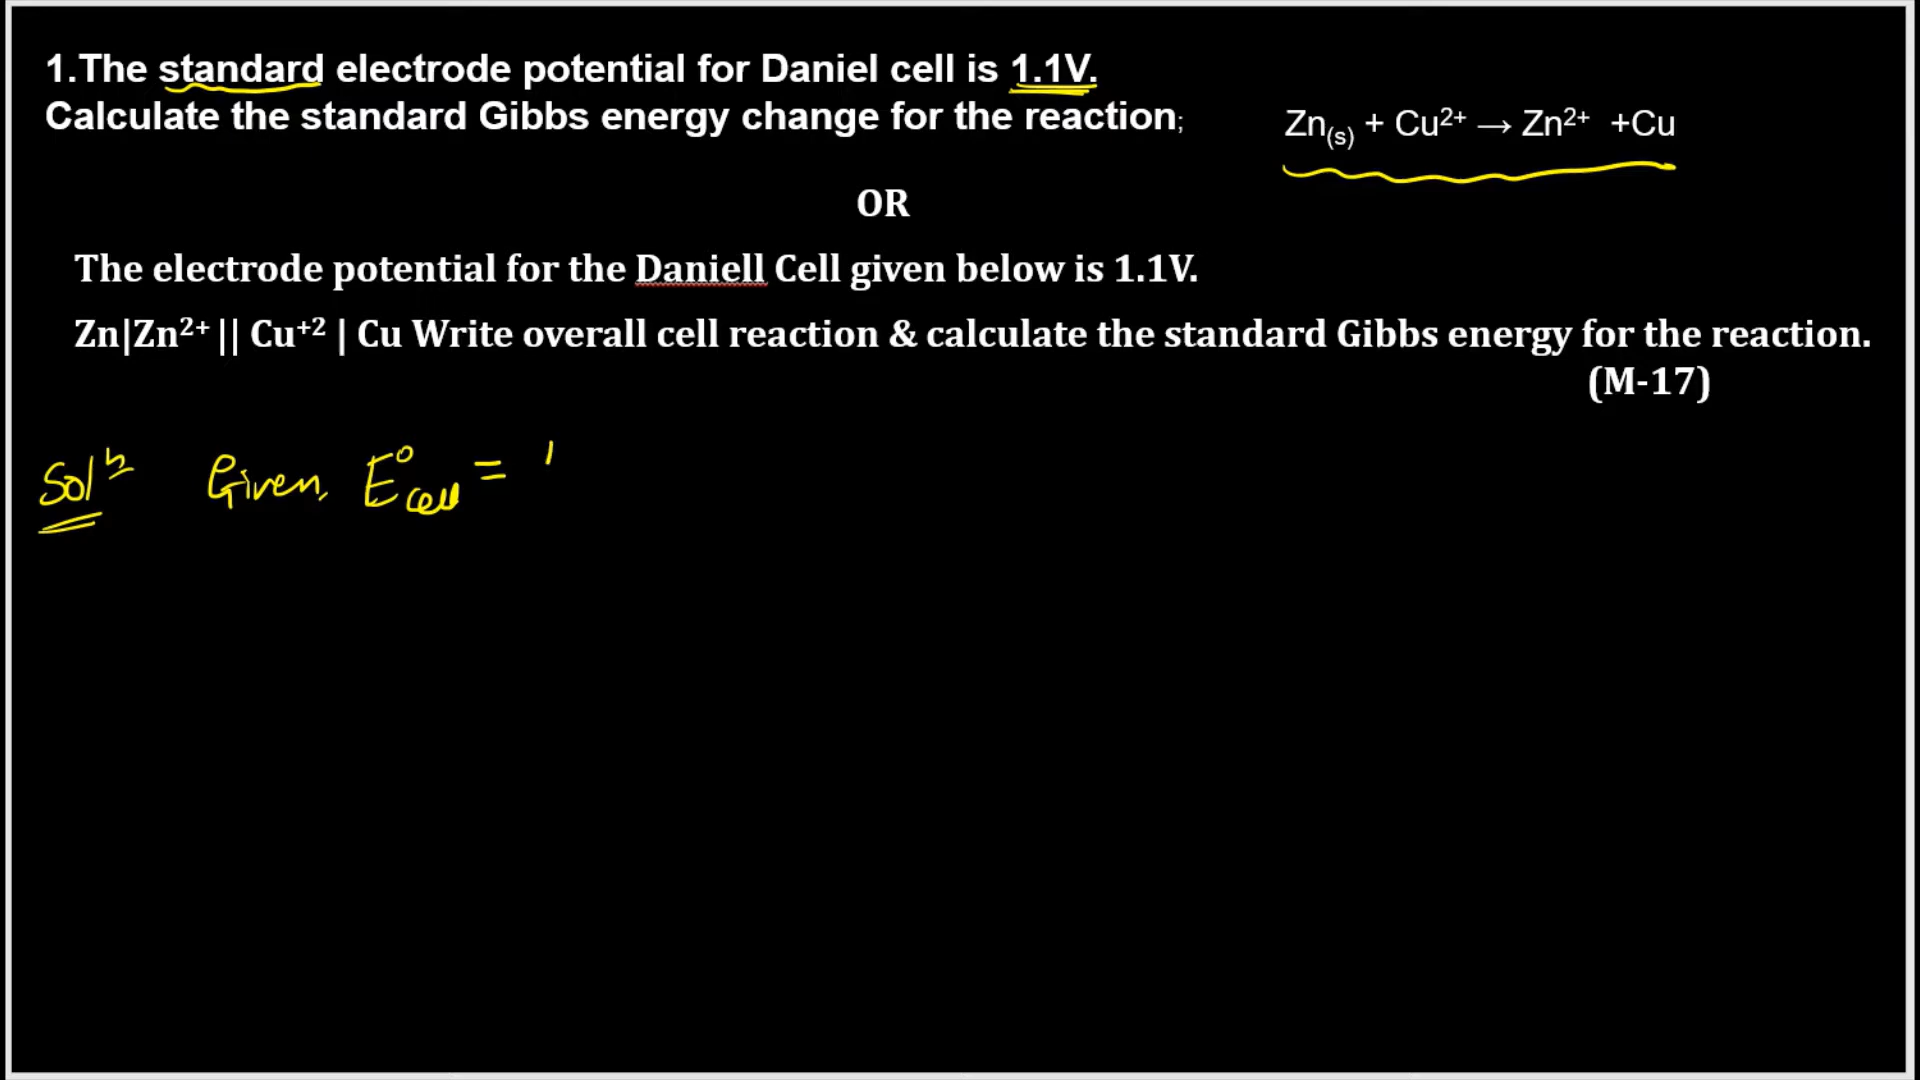 1.The standard electrode potential for Daniel cell is 1.1V.
Calculate the standard Gibbs energy change for the reaction;
Zn(s) + Cu²⁺ → Zn²⁺ +Cu
OR
The electrode potential for the Daniell Cell given below is 1.1V.
Zn|Zn²⁺ || Cu⁺² | Cu Write overall cell reaction & calculate the standard Gibbs energy for the reaction.
(M-17)
Solⁿ Given, E⁰cell = 1